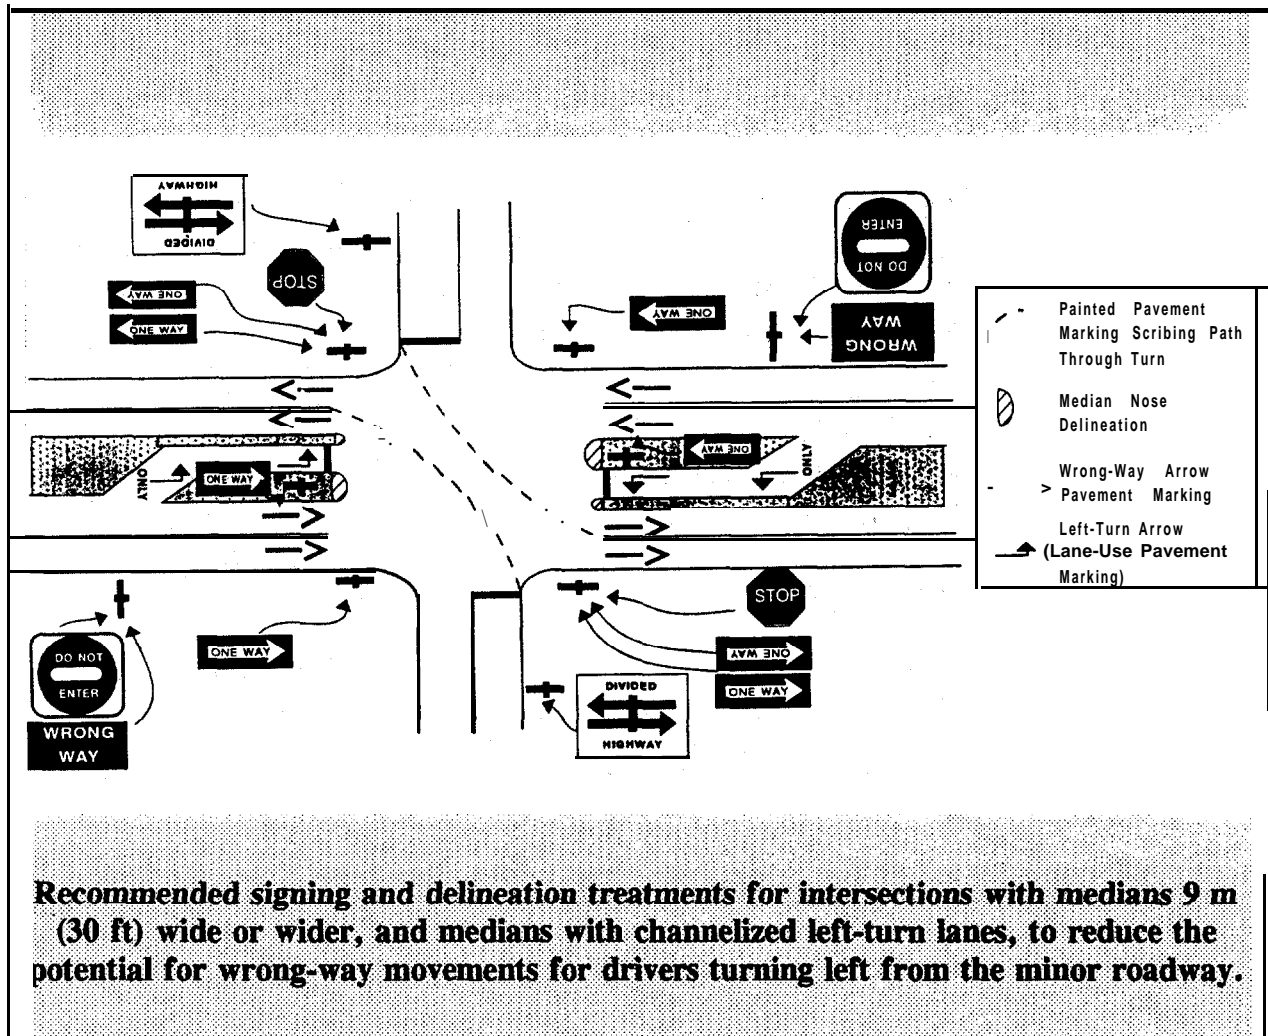 HIGHWAY
DIVIDED
STOP
ONE WAY
ONE WAY
ONE WAY
DO NOT
ENTER
WRONG
WAY
ONLY
ONE WAY
ONE WAY
ONLY
DO NOT
ENTER
WRONG
WAY
ONE WAY
STOP
ONE WAY
ONE WAY
DIVIDED
HIGHWAY
Painted Pavement
Marking Scribing Path
Through Turn
Median Nose
Delineation
Wrong-Way Arrow
Pavement Marking
Left-Turn Arrow
(Lane-Use Pavement
Marking)
Recommended signing and delineation treatments for intersections with medians 9 m
(30 ft) wide or wider, and medians with channelized left-turn lanes, to reduce the
potential for wrong-way movements for drivers turning left from the minor roadway.